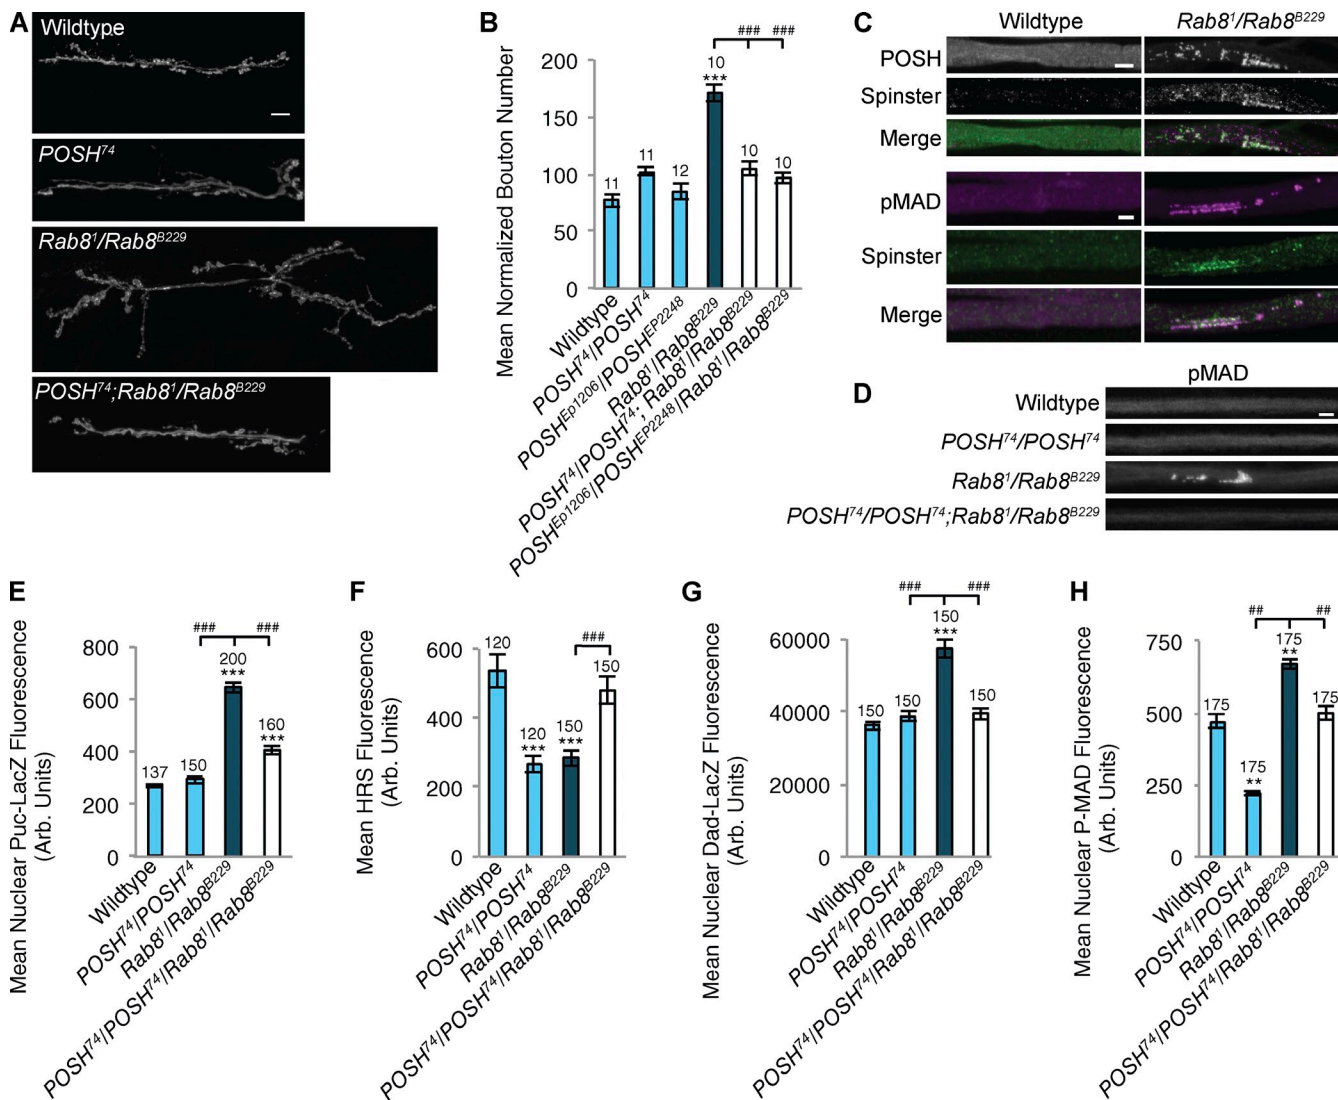 A
Wildtype
POSH⁷⁴
Rab8¹/Rab8ᴮ²²⁹
POSH⁷⁴;Rab8¹/Rab8ᴮ²²⁹
B
Mean Normalized Bouton Number
200
150
100
50
0
### ###
11
11
12
10
***
10
10
Wildtype
POSH⁷⁴/POSH⁷⁴
POSHᴱᵖ¹²⁰⁶/POSHᴱᴾ²²⁴⁸
Rab8¹/Rab8ᴮ²²⁹
POSH⁷⁴/POSH⁷⁴; Rab8¹/Rab8ᴮ²²⁹
POSHᴱᵖ¹²⁰⁶/POSHᴱᴾ²²⁴⁸/Rab8¹/Rab8ᴮ²²⁹
C
Wildtype Rab8¹/Rab8ᴮ²²⁹
POSH
Spinster
Merge
pMAD
Spinster
Merge
D
pMAD
Wildtype
POSH⁷⁴/POSH⁷⁴
Rab8¹/Rab8ᴮ²²⁹
POSH⁷⁴/POSH⁷⁴;Rab8¹/Rab8ᴮ²²⁹
E
Mean Nuclear Puc-LacZ Fluorescence
(Arb. Units)
800
600
400
200
0
### ###
137
150
200
***
160
***
Wildtype
POSH⁷⁴/POSH⁷⁴
Rab8¹/Rab8ᴮ²²⁹
POSH⁷⁴/POSH⁷⁴/Rab8¹/Rab8ᴮ²²⁹
F
Mean HRS Fluorescence
(Arb. Units)
600
400
200
0
###
120
120
***
150
***
150
Wildtype
POSH⁷⁴/POSH⁷⁴
Rab8¹/Rab8ᴮ²²⁹
POSH⁷⁴/POSH⁷⁴/Rab8¹/Rab8ᴮ²²⁹
G
Mean Nuclear Dad-LacZ Fluorescence
(Arb. Units)
60000
40000
20000
0
### ###
150
150
150
***
150
Wildtype
POSH⁷⁴/POSH⁷⁴
Rab8¹/Rab8ᴮ²²⁹
POSH⁷⁴/POSH⁷⁴/Rab8¹/Rab8ᴮ²²⁹
H
Mean Nuclear P-MAD Fluorescence
(Arb. Units)
750
500
250
0
## ##
175
175
**
175
**
175
Wildtype
POSH⁷⁴/POSH⁷⁴
Rab8¹/Rab8ᴮ²²⁹
POSH⁷⁴/POSH⁷⁴/Rab8¹/Rab8ᴮ²²⁹